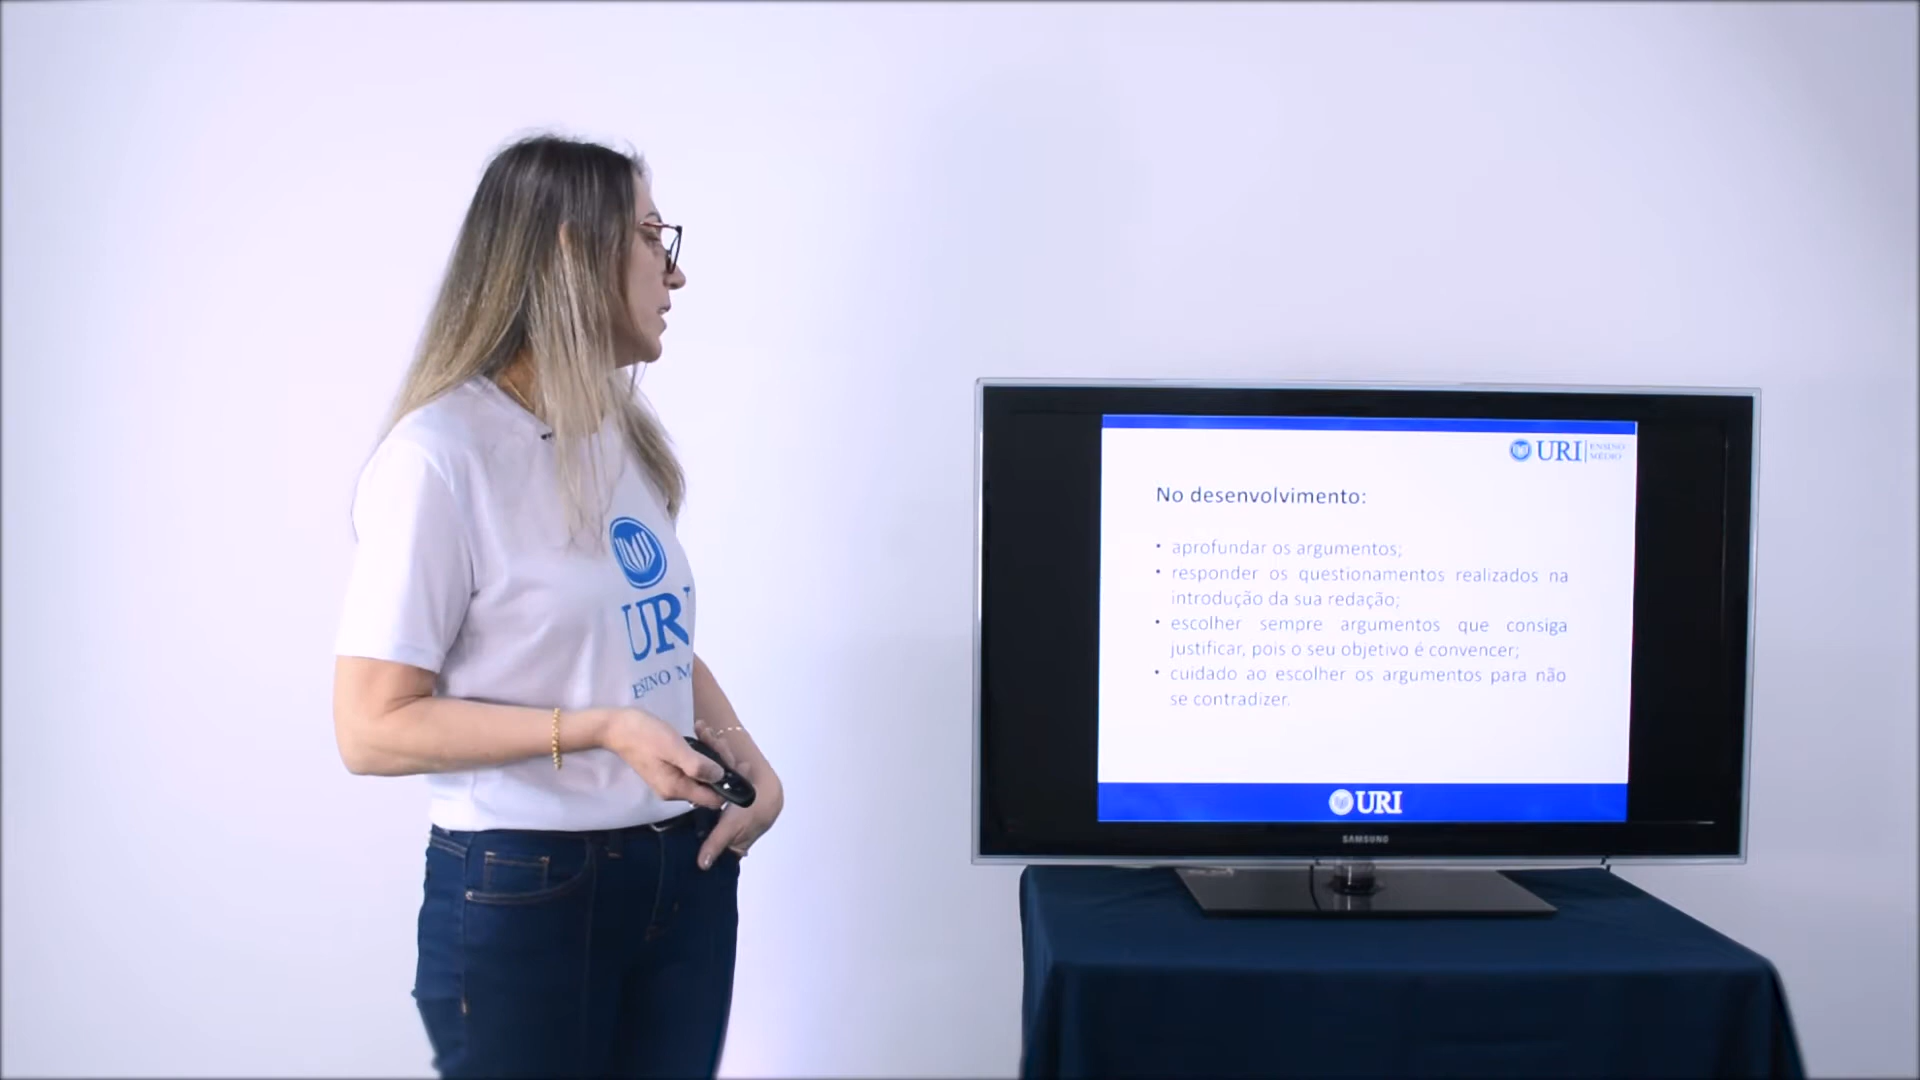 URI
ENSINO M
URI ENSINO
MÉDIO
No desenvolvimento:
• aprofundar os argumentos;
• responder os questionamentos realizados na
introdução da sua redação;
• escolher sempre argumentos que consiga
justificar, pois o seu objetivo é convencer;
• cuidado ao escolher os argumentos para não
se contradizer.
URI
SAMSUNG